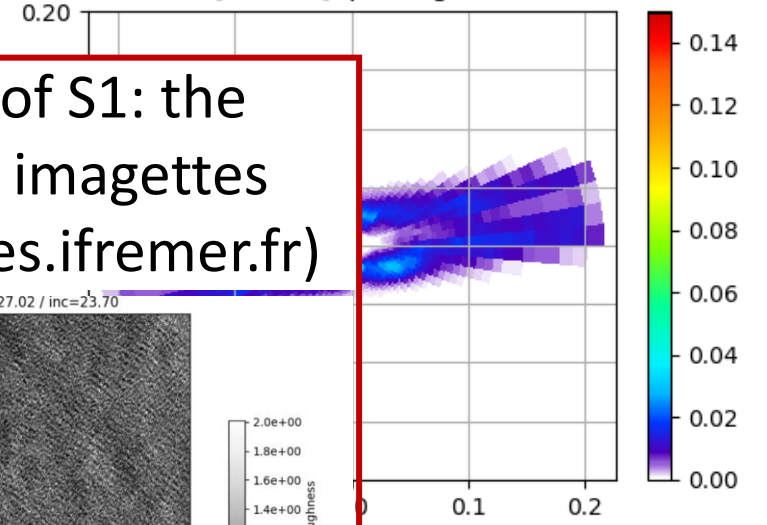 0.20
of S1: the
imagettes
es.ifremer.fr)
27.02 / inc=23.70
2.0e+00
1.8e+00
1.6e+00
1.4e+00
ughness
0 0.1 0.2
0.14
0.12
0.10
0.08
0.06
0.04
0.02
0.00